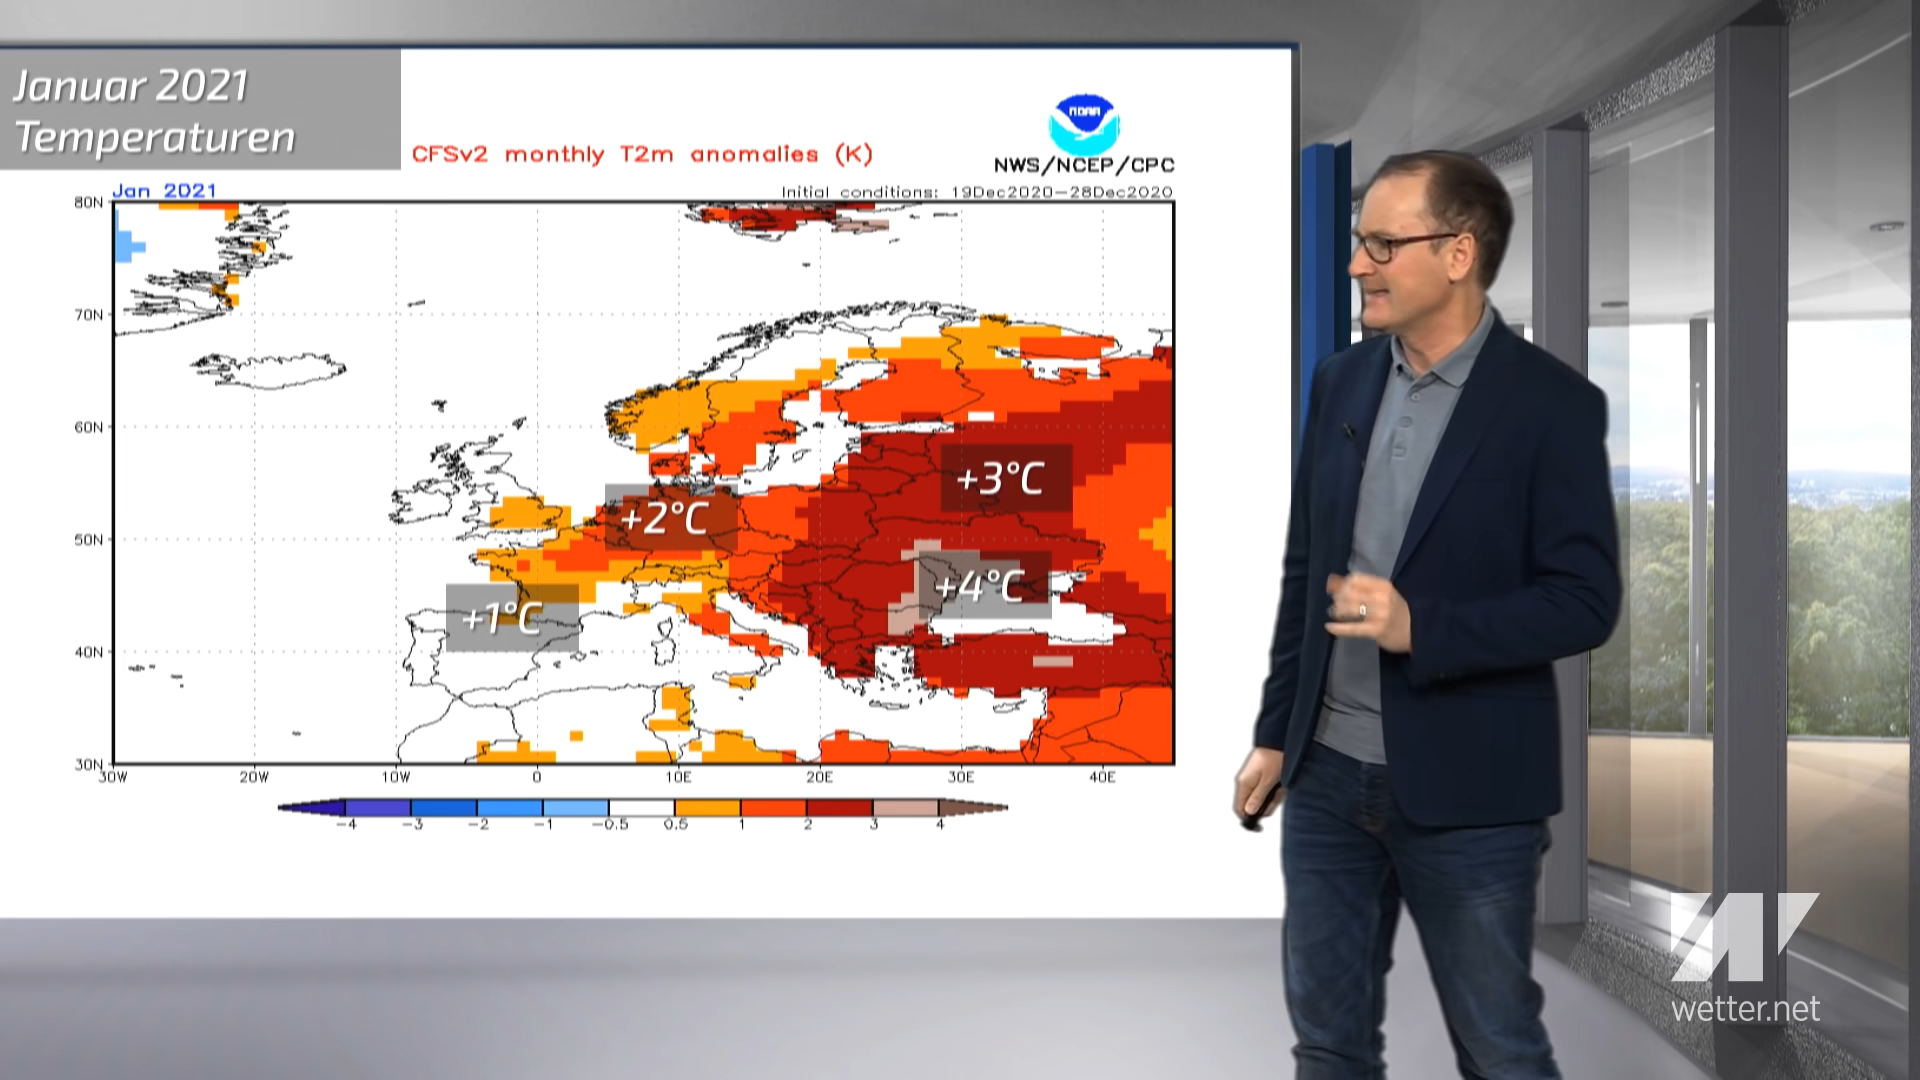 Januar 2021
Temperaturen
NOAA
CFSv2 monthly T2m anomalies (K)
NWS/NCEP/CPC
Jan 2021
Initial conditions: 19Dec2020-28Dec2020
80N
70N
60N
50N
40N
30N
+3°C
+2°C
+4°C
+1°C
30W 20W 10W 0 10E 20E 30E 40E
-4 -3 -2 -1 -0.5 0.5 1 2 3 4
wetter.net